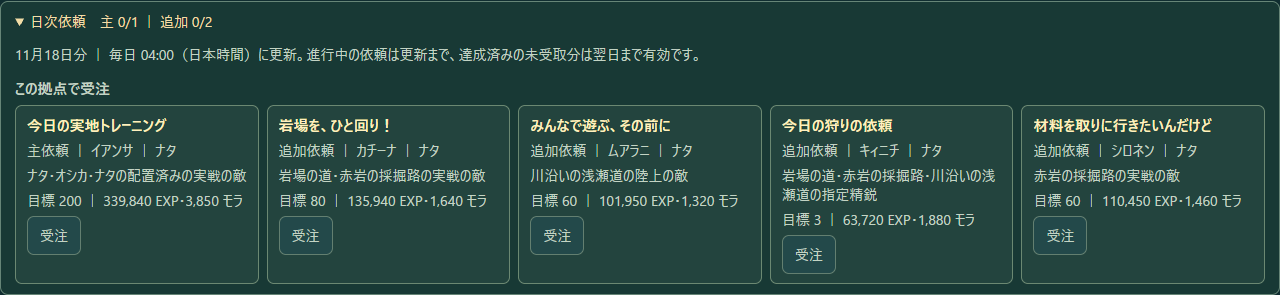 ▼ 日次依頼 主 0/1 | 追加 0/2
11月18日分 | 毎日 04:00（日本時間）に更新。進行中の依頼は更新まで、達成済みの未受取分は翌日まで有効です。
この拠点で受注
今日の実地トレーニング
主依頼 | イアンサ | ナタ
ナタ・オシカ・ナタの配置済みの実戦の敵
目標 200 | 339,840 EXP・3,850 モラ
受注
岩場を、ひと回り！
追加依頼 | カチーナ | ナタ
岩場の道・赤岩の採掘路の実戦の敵
目標 80 | 135,940 EXP・1,640 モラ
受注
みんなで遊ぶ、その前に
追加依頼 | ムアラニ | ナタ
川沿いの浅瀬道の陸上の敵
目標 60 | 101,950 EXP・1,320 モラ
受注
今日の狩りの依頼
追加依頼 | キィニチ | ナタ
岩場の道・赤岩の採掘路・川沿いの浅
瀬道の指定精鋭
目標 3 | 63,720 EXP・1,880 モラ
受注
材料を取りに行きたいんだけど
追加依頼 | シロネン | ナタ
赤岩の採掘路の実戦の敵
目標 60 | 110,450 EXP・1,460 モラ
受注